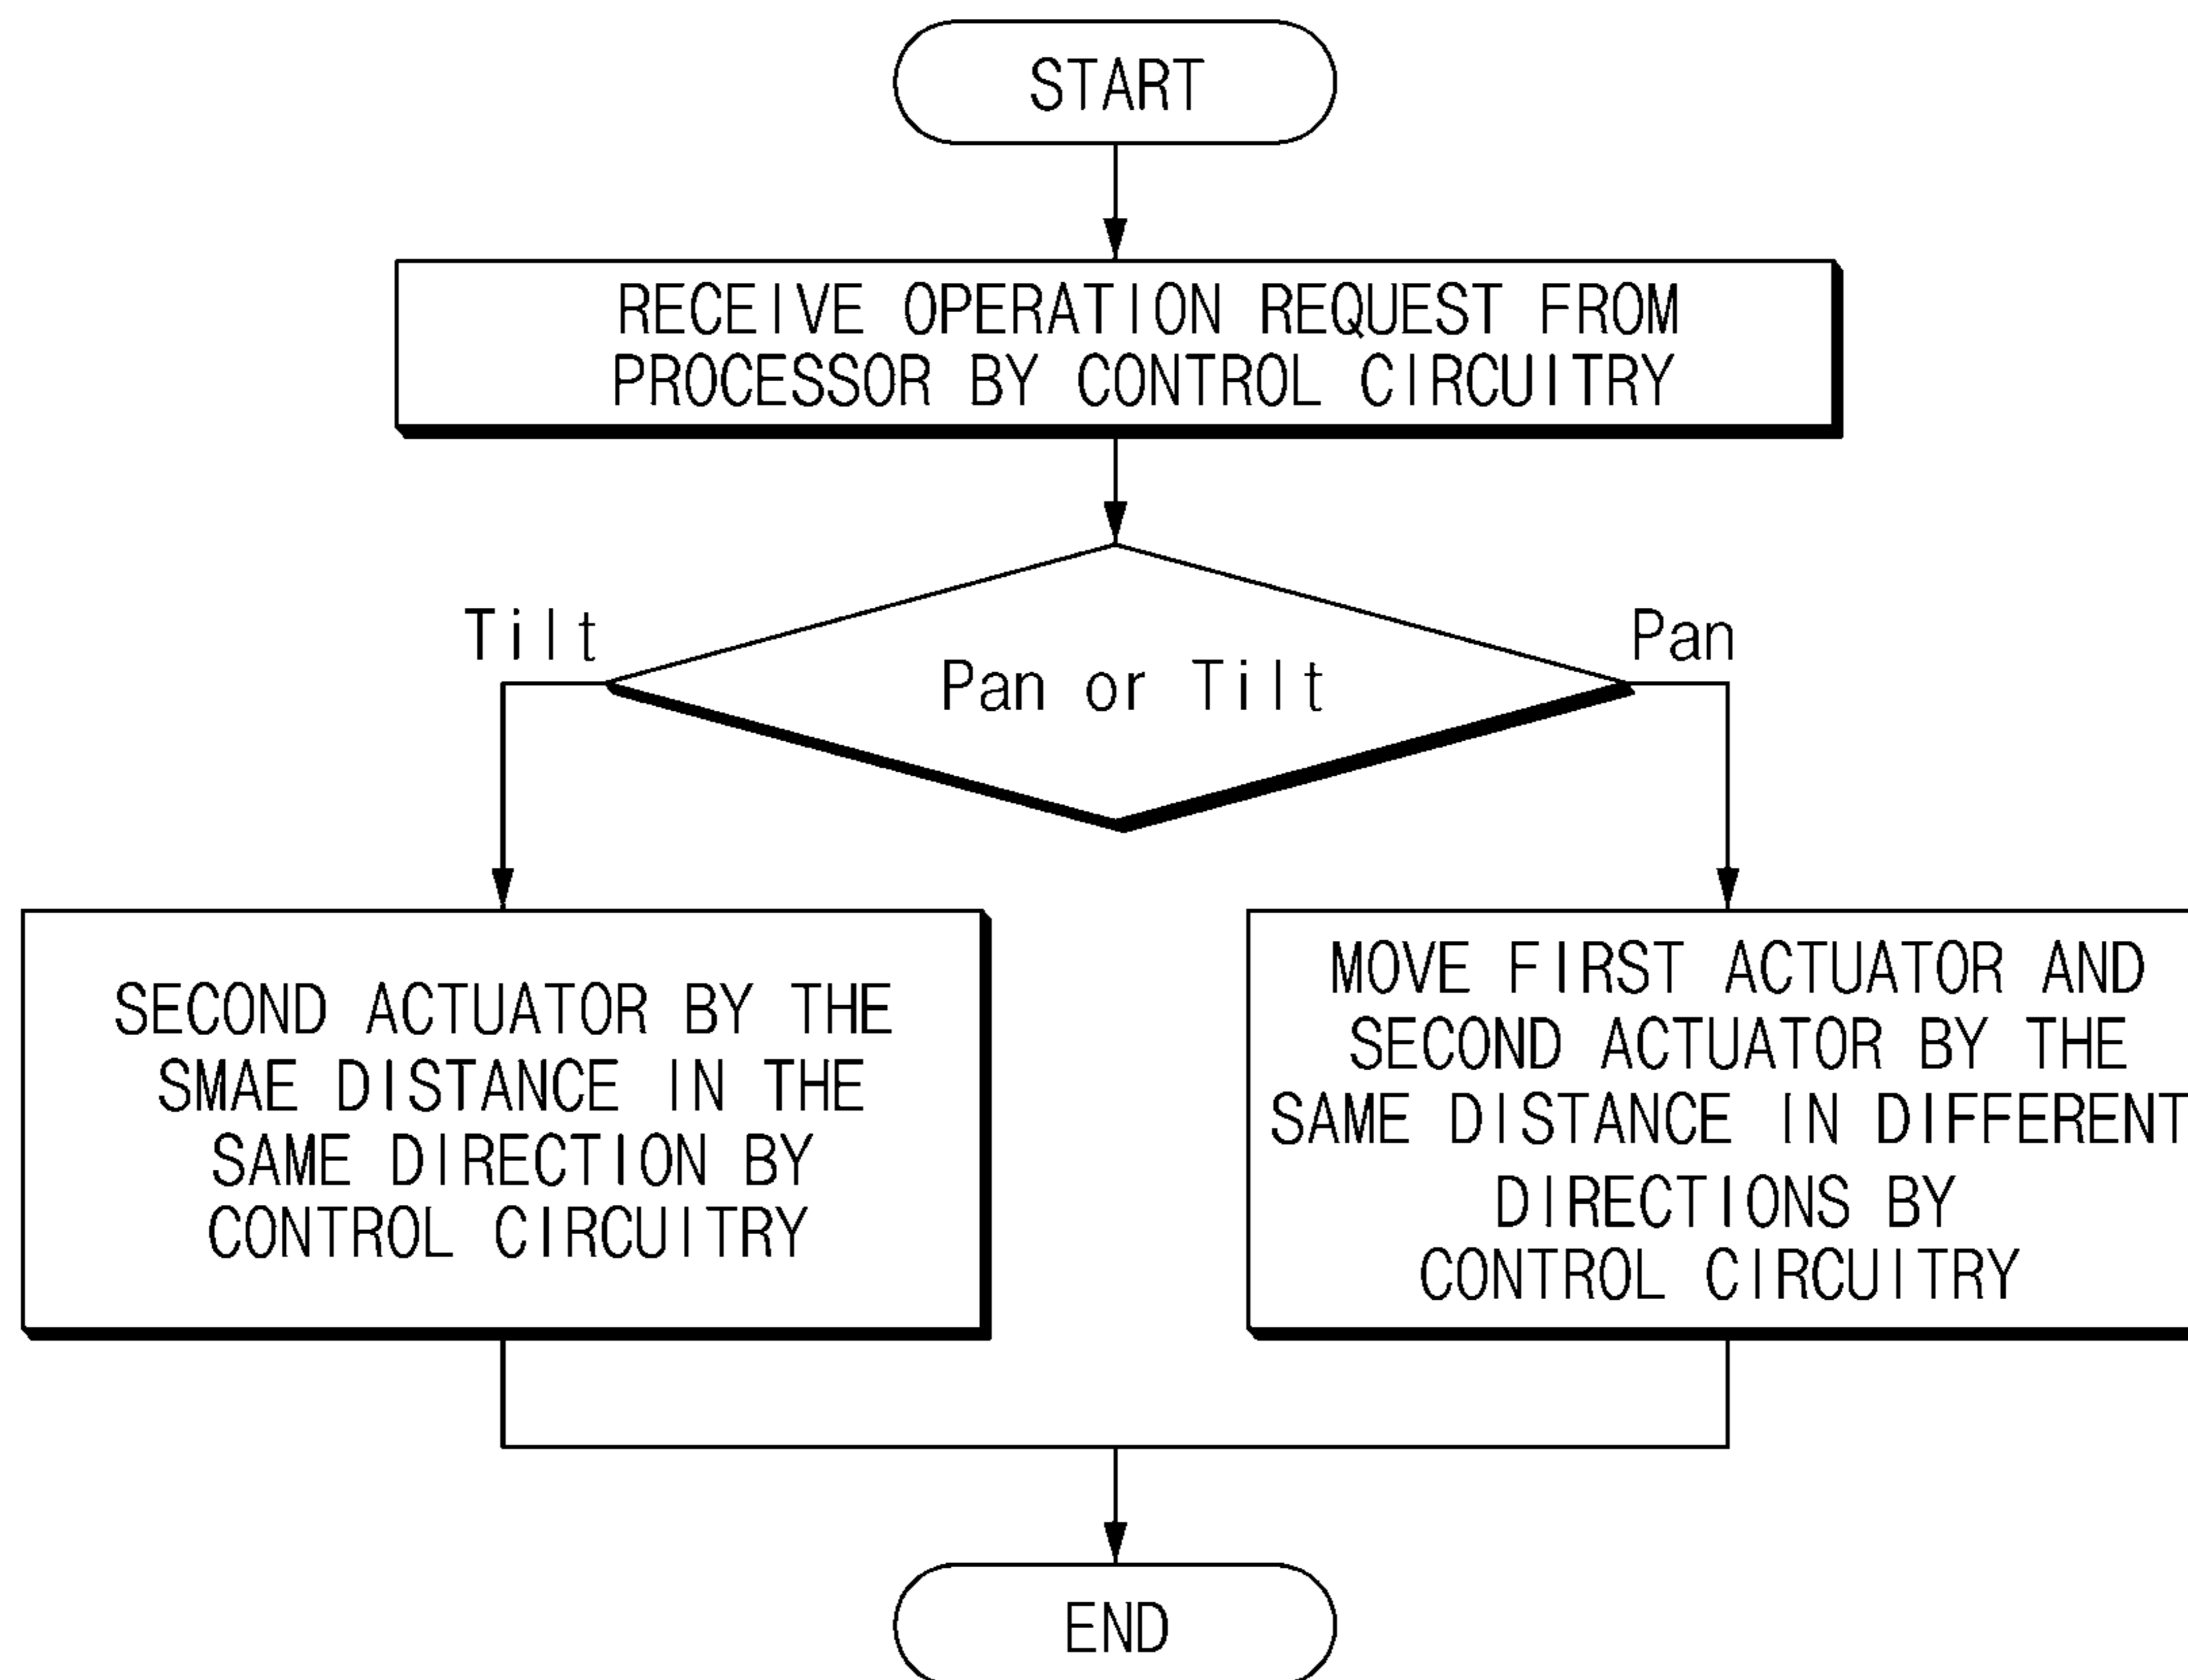 START
RECEIVE OPERATION REQUEST FROM
PROCESSOR BY CONTROL CIRCUITRY
Tilt
Pan or Tilt
Pan
SECOND ACTUATOR BY THE
SMAE DISTANCE IN THE
SAME DIRECTION BY
CONTROL CIRCUITRY
MOVE FIRST ACTUATOR AND
SECOND ACTUATOR BY THE
SAME DISTANCE IN DIFFERENT
DIRECTIONS BY
CONTROL CIRCUITRY
END